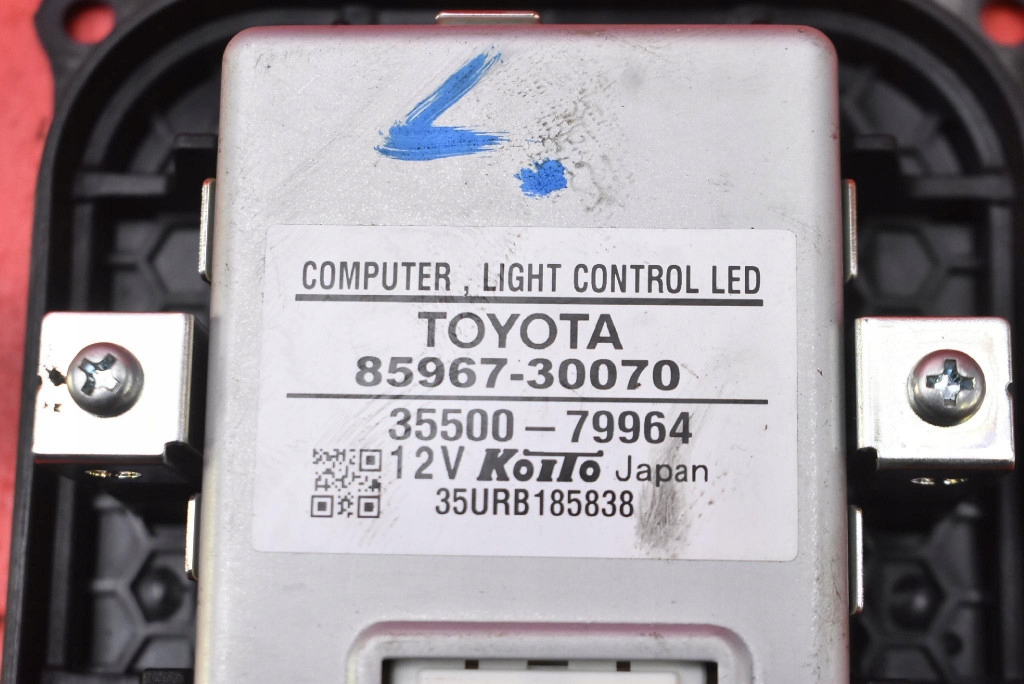 COMPUTER , LIGHT CONTROL LED
TOYOTA
85967-30070
35500-79964
12V KOITO Japan
35URB185838